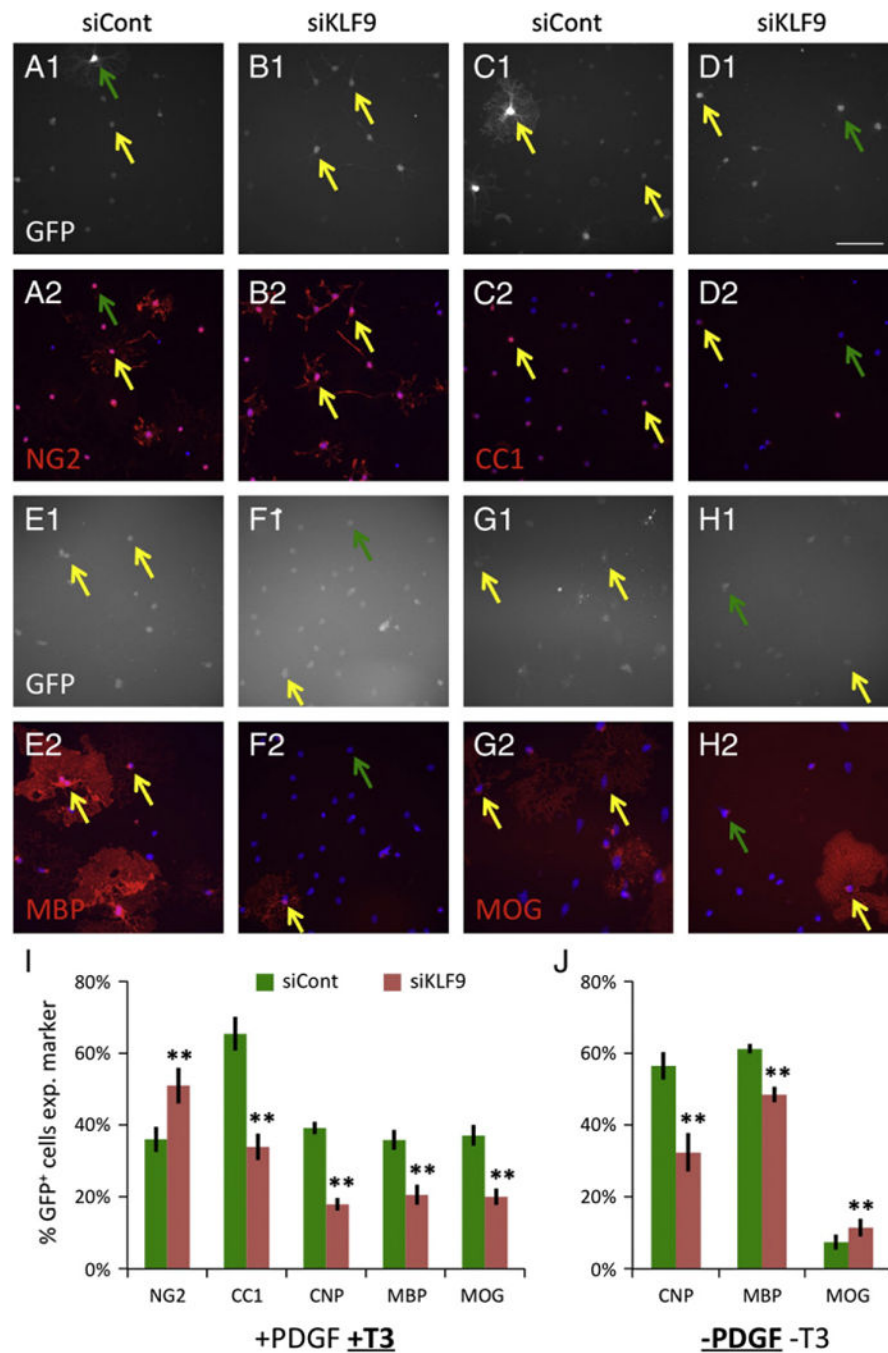 siCont siKLF9 siCont siKLF9
A1 B1 C1 D1
GFP
A2 B2 C2 D2
NG2 CC1
E1 F1 G1 H1
GFP
E2 F2 G2 H2
MBP MOG
I J
80% siCont siKLF9 80%
60% 60%
40% 40%
20% 20%
0% 0%
% GFP+ cells exp. marker
** ** ** ** **
** ** **
NG2 CC1 CNP MBP MOG CNP MBP MOG
+PDGF +T3 -PDGF -T3